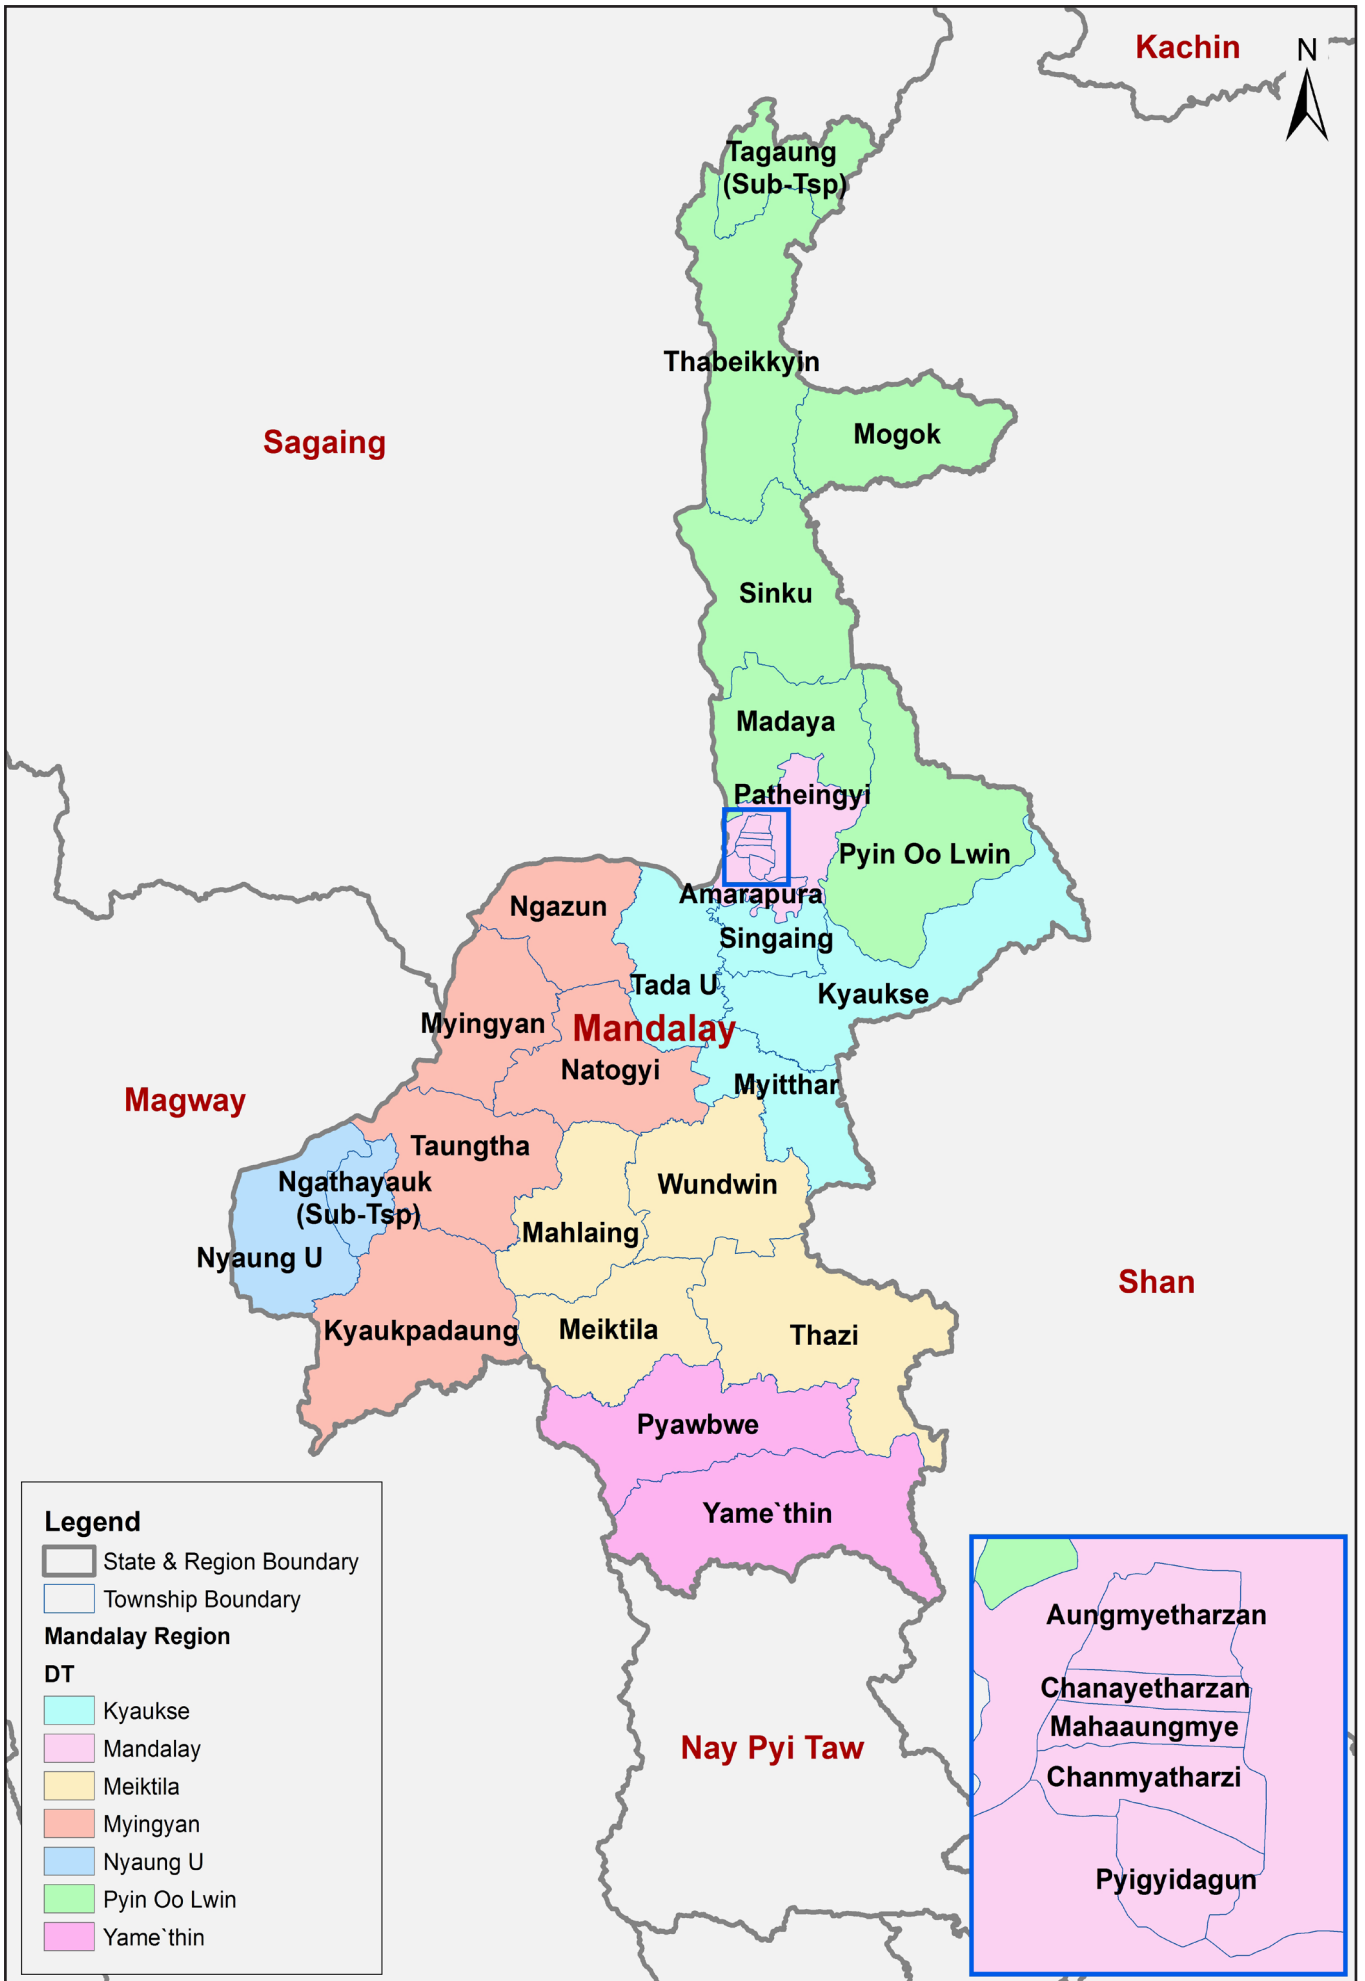 Kachin
N
Tagaung
(Sub-Tsp)
Thabeikkyin
Mogok
Sagaing
Sinku
Madaya
Patheingyi
Pyin Oo Lwin
Amarapura
Ngazun
Singaing
Tada U
Kyaukse
Myingyan
Mandalay
Natogyi
Myitthar
Magway
Taungtha
Ngathayauk
(Sub-Tsp)
Wundwin
Mahlaing
Nyaung U
Shan
Kyaukpadaung
Meiktila
Thazi
Pyawbwe
Yame`thin
Nay Pyi Taw
Legend
State & Region Boundary
Township Boundary
Mandalay Region
DT
Kyaukse
Mandalay
Meiktila
Myingyan
Nyaung U
Pyin Oo Lwin
Yame`thin
Aungmyetharzan
Chanayetharzan
Mahaaungmye
Chanmyatharzi
Pyigyidagun